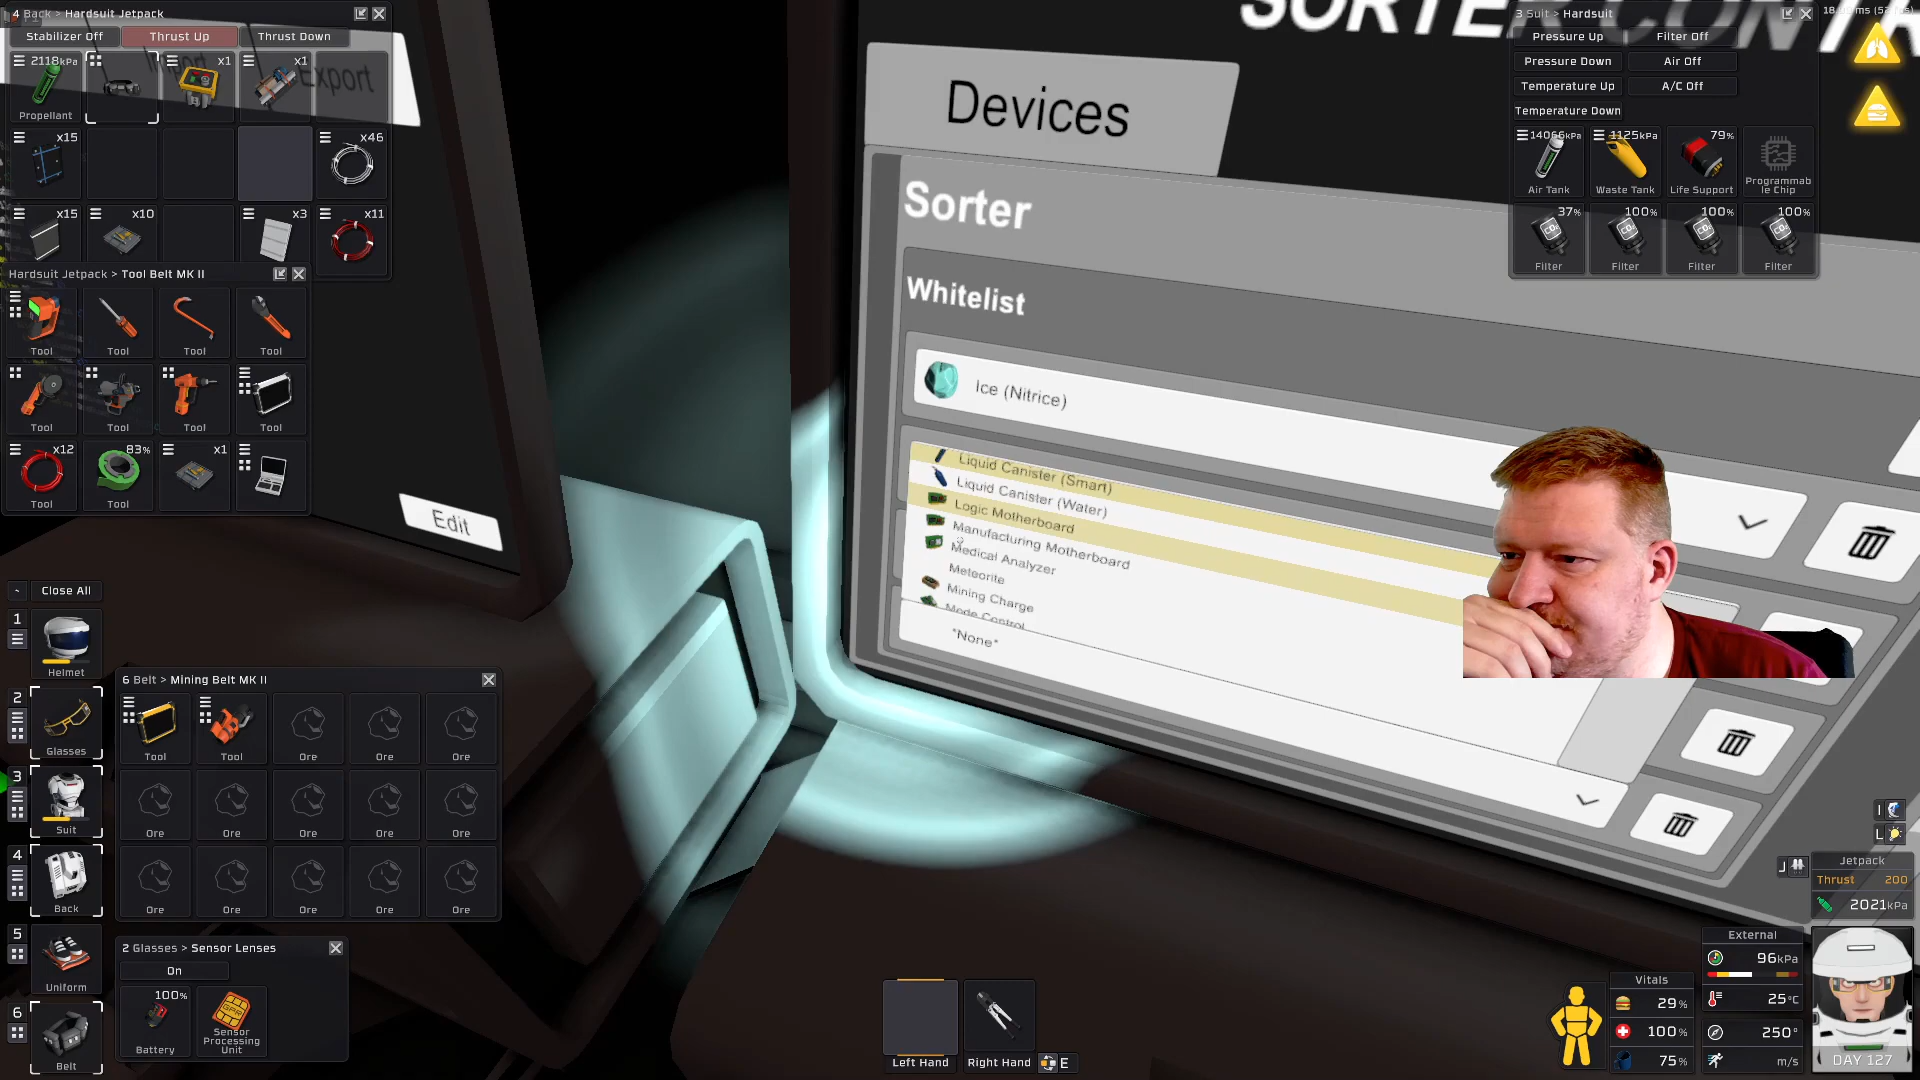 4 Back > Hardsuit Jetpack
Stabilizer Off
Thrust Up
Thrust Down
2118kPa
x1
x1
Export
Propellant
x15
x46
x15
x10
x3
x11
Hardsuit Jetpack > Tool Belt MK II
Tool
Tool
Tool
Tool
Tool
Tool
Tool
Tool
x12
83%
x1
Tool
Tool
Edit
~
Close All
1
Helmet
2
Glasses
3
Suit
4
Back
5
Uniform
6
Belt
6 Belt > Mining Belt MK II
Tool
Tool
Ore
Ore
Ore
Ore
Ore
Ore
Ore
Ore
Ore
Ore
Ore
Ore
Ore
2 Glasses > Sensor Lenses
On
100%
Battery
Sensor Processing Unit
Devices
Sorter
Whitelist
Ice (Nitrice)
Liquid Canister (Smart)
Liquid Canister (Water)
Logic Motherboard
Manufacturing Motherboard
Medical Analyzer
Meteorite
Mining Charge
Mode Control
*None*
3 Suit > Hardsuit
Pressure Up
Filter Off
Pressure Down
Air Off
Temperature Up
A/C Off
Temperature Down
14066kPa
1125kPa
79%
Air Tank
Waste Tank
Life Support
Programmable Chip
37%
100%
100%
100%
Filter
Filter
Filter
Filter
Left Hand
Right Hand
E
I
L
J
Jetpack
Thrust 200
2021kPa
External
96kPa
25°C
250°
m/s
Vitals
29%
100%
75%
DAY 127